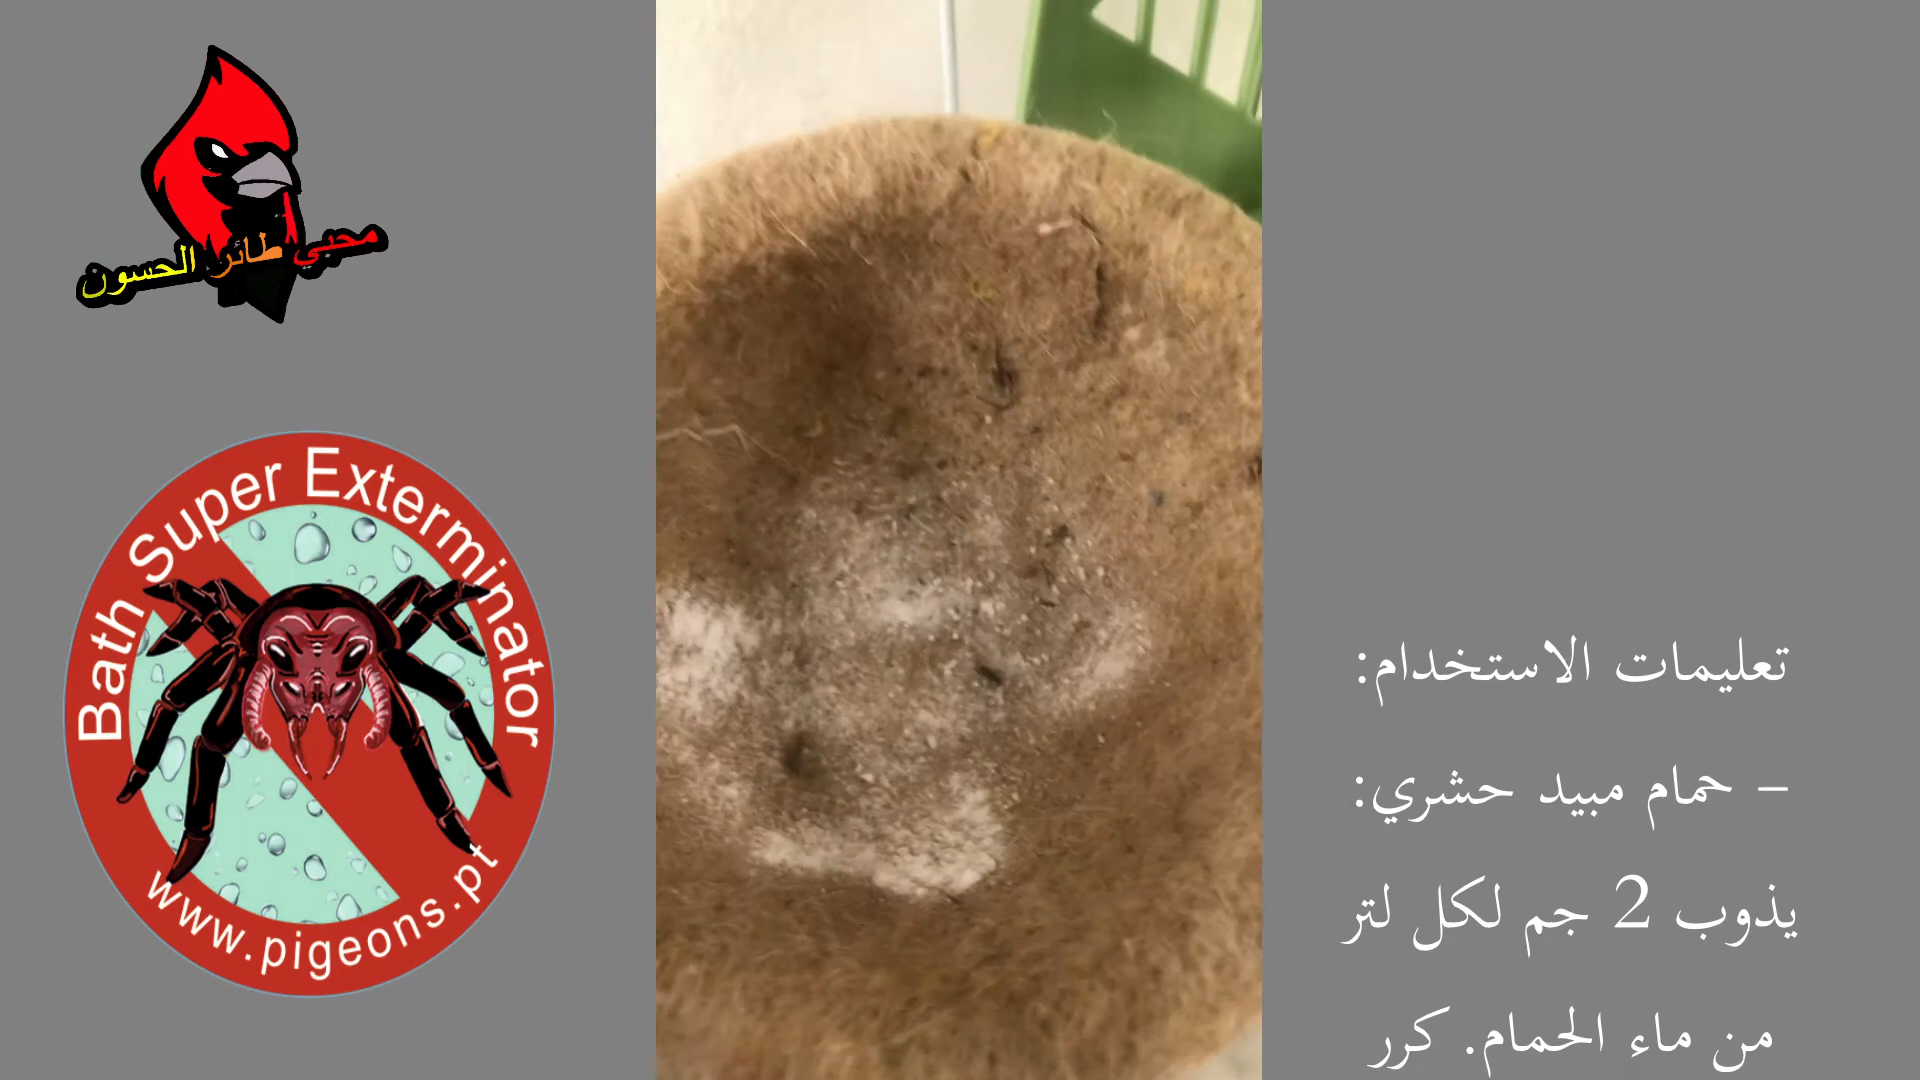 محبي طائر الحسون
Bath Super Exterminator
www.pigeons.pt
تعليمات الاستخدام:
– حمام مبيد حشري:
يذوب 2 جم لكل لتر
من ماء الحمام. كرر